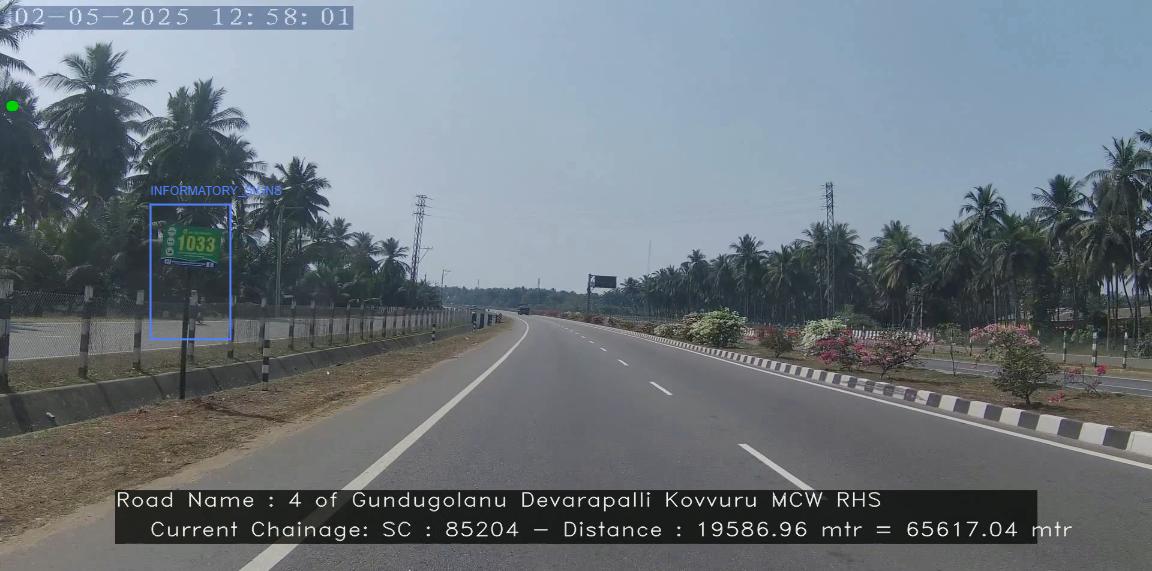 02-05-2025 12:58:01
INFORMATORY_SIGNS
1033
Road Name : 4 of Gundugolanu Devarapalli Kovvuru MCW RHS
Current Chainage: SC : 85204 - Distance : 19586.96 mtr = 65617.04 mtr